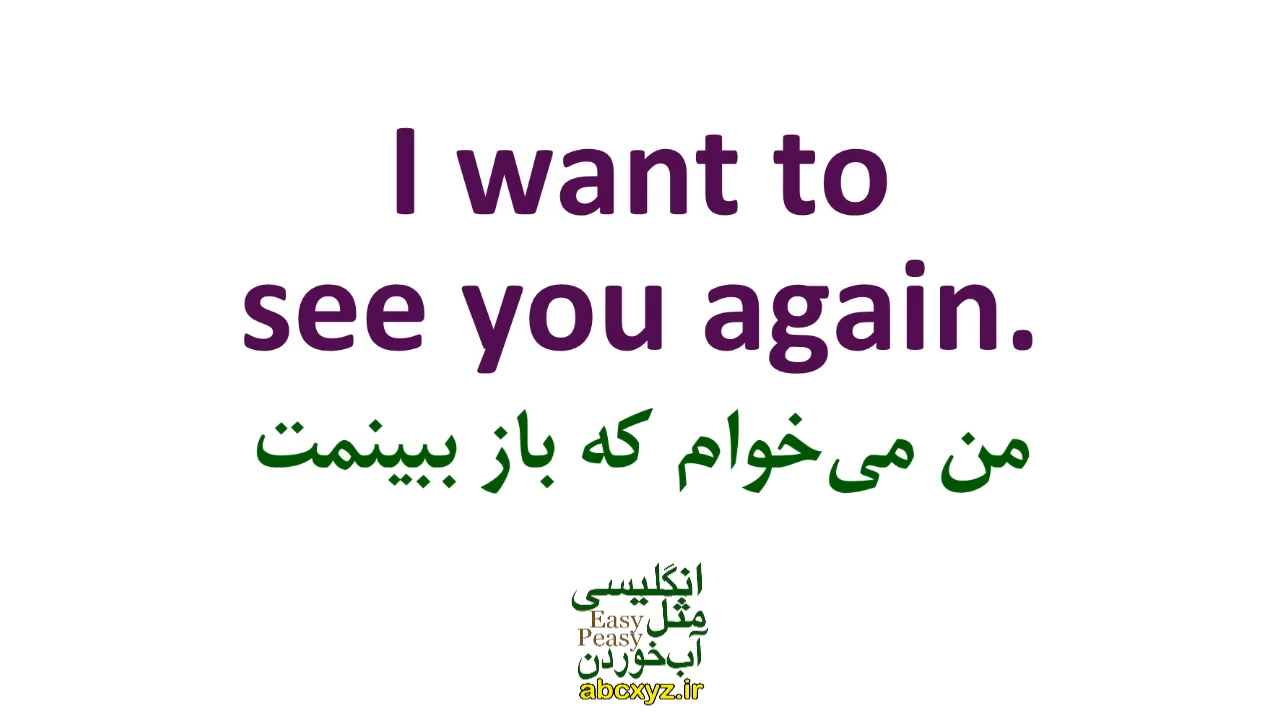 I want to
see you again.
من می‌خوام که باز ببینمت
انگلیسی
مثل Easy
Peasy
آب‌خوردن
abcxyz.ir